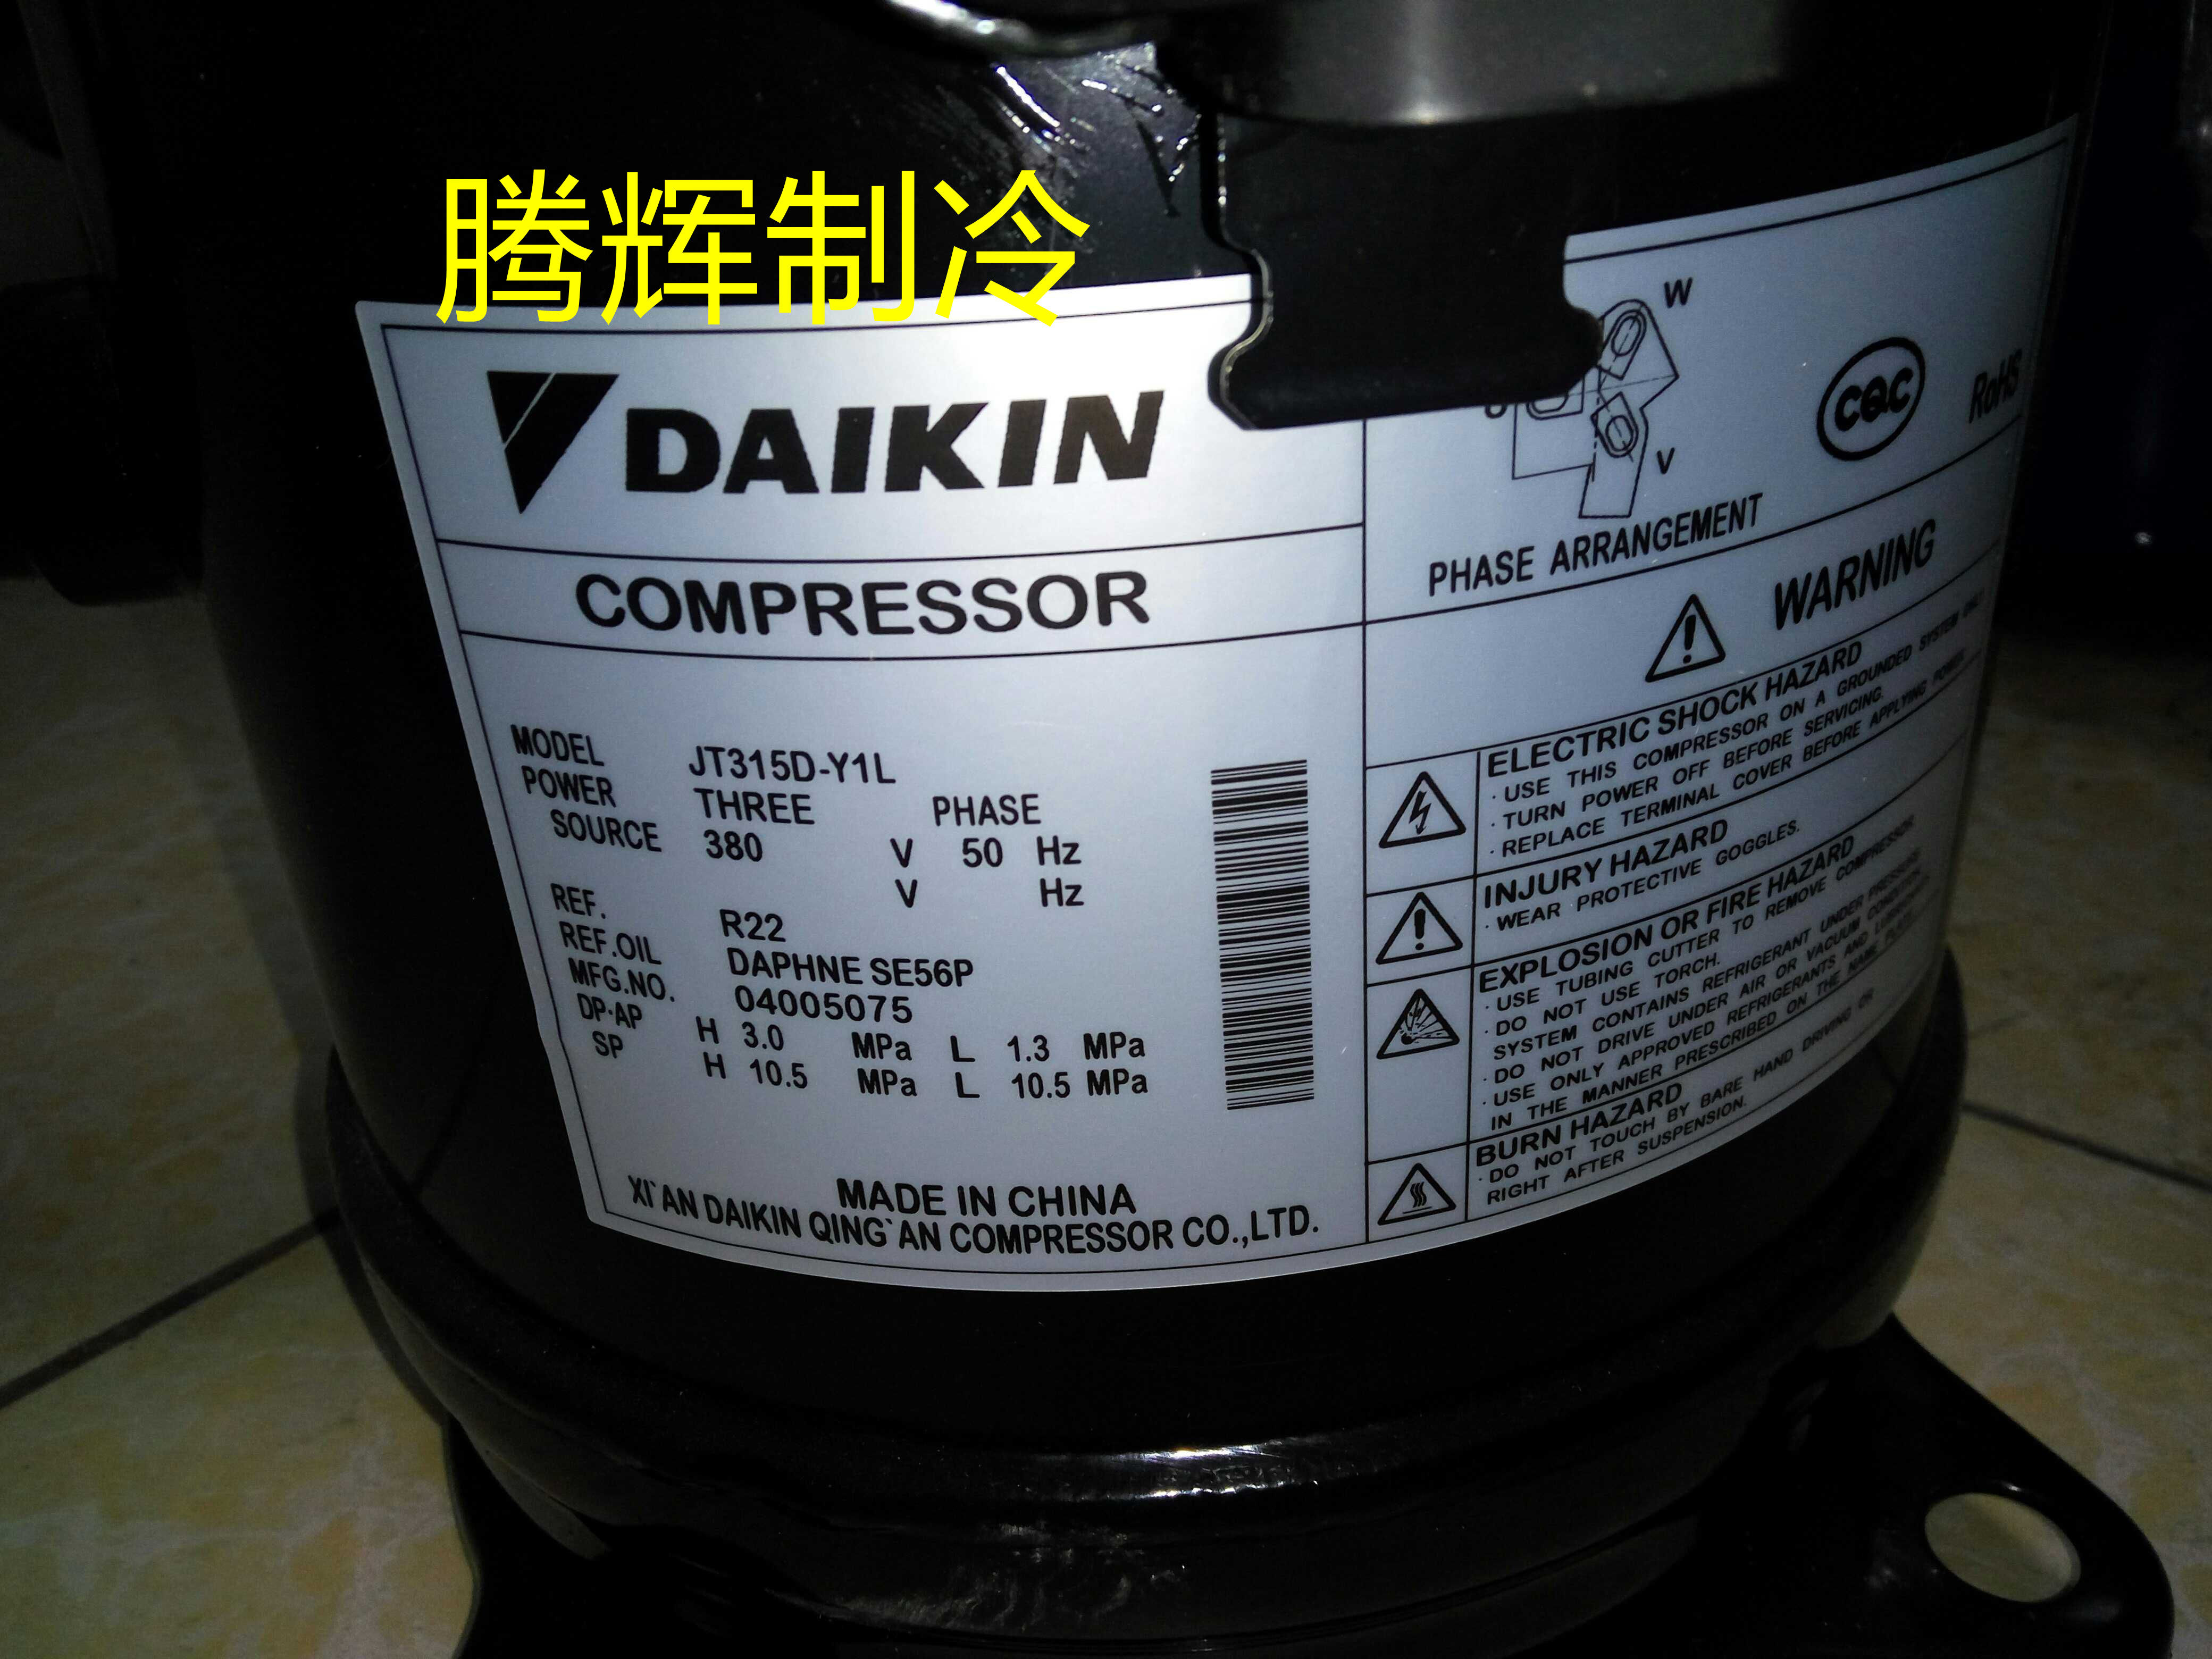 腾辉制冷
DAIKIN
COMPRESSOR
MODEL JT315D-Y1L
POWER THREE PHASE
SOURCE 380 V 50 Hz
V Hz
REF. R22
REF.OIL DAPHNE SE56P
MFG.NO. 04005075
DP·AP H 3.0 MPa L 1.3 MPa
SP H 10.5 MPa L 10.5 MPa
MADE IN CHINA
XI`AN DAIKIN QING`AN COMPRESSOR CO.,LTD.
W
V
CQC
RoHS
PHASE ARRANGEMENT
WARNING
ELECTRIC SHOCK HAZARD
·USE THIS COMPRESSOR ON A GROUNDED SYSTEM ONLY.
·TURN POWER OFF BEFORE SERVICING.
·REPLACE TERMINAL COVER BEFORE APPLYING POWER.
INJURY HAZARD
·WEAR PROTECTIVE GOGGLES.
EXPLOSION OR FIRE HAZARD
·USE TUBING CUTTER TO REMOVE COMPRESSOR.
·DO NOT USE TORCH.
SYSTEM CONTAINS REFRIGERANT UNDER PRESSURE.
·DO NOT DRIVE UNDER AIR OR VACUUM CONDITION.
·USE ONLY APPROVED REFRIGERANTS AND
IN THE MANNER PRESCRIBED ON THE NAME PLATE.
BURN HAZARD
·DO NOT TOUCH BY BARE HAND DRIVING OR
RIGHT AFTER SUSPENSION.